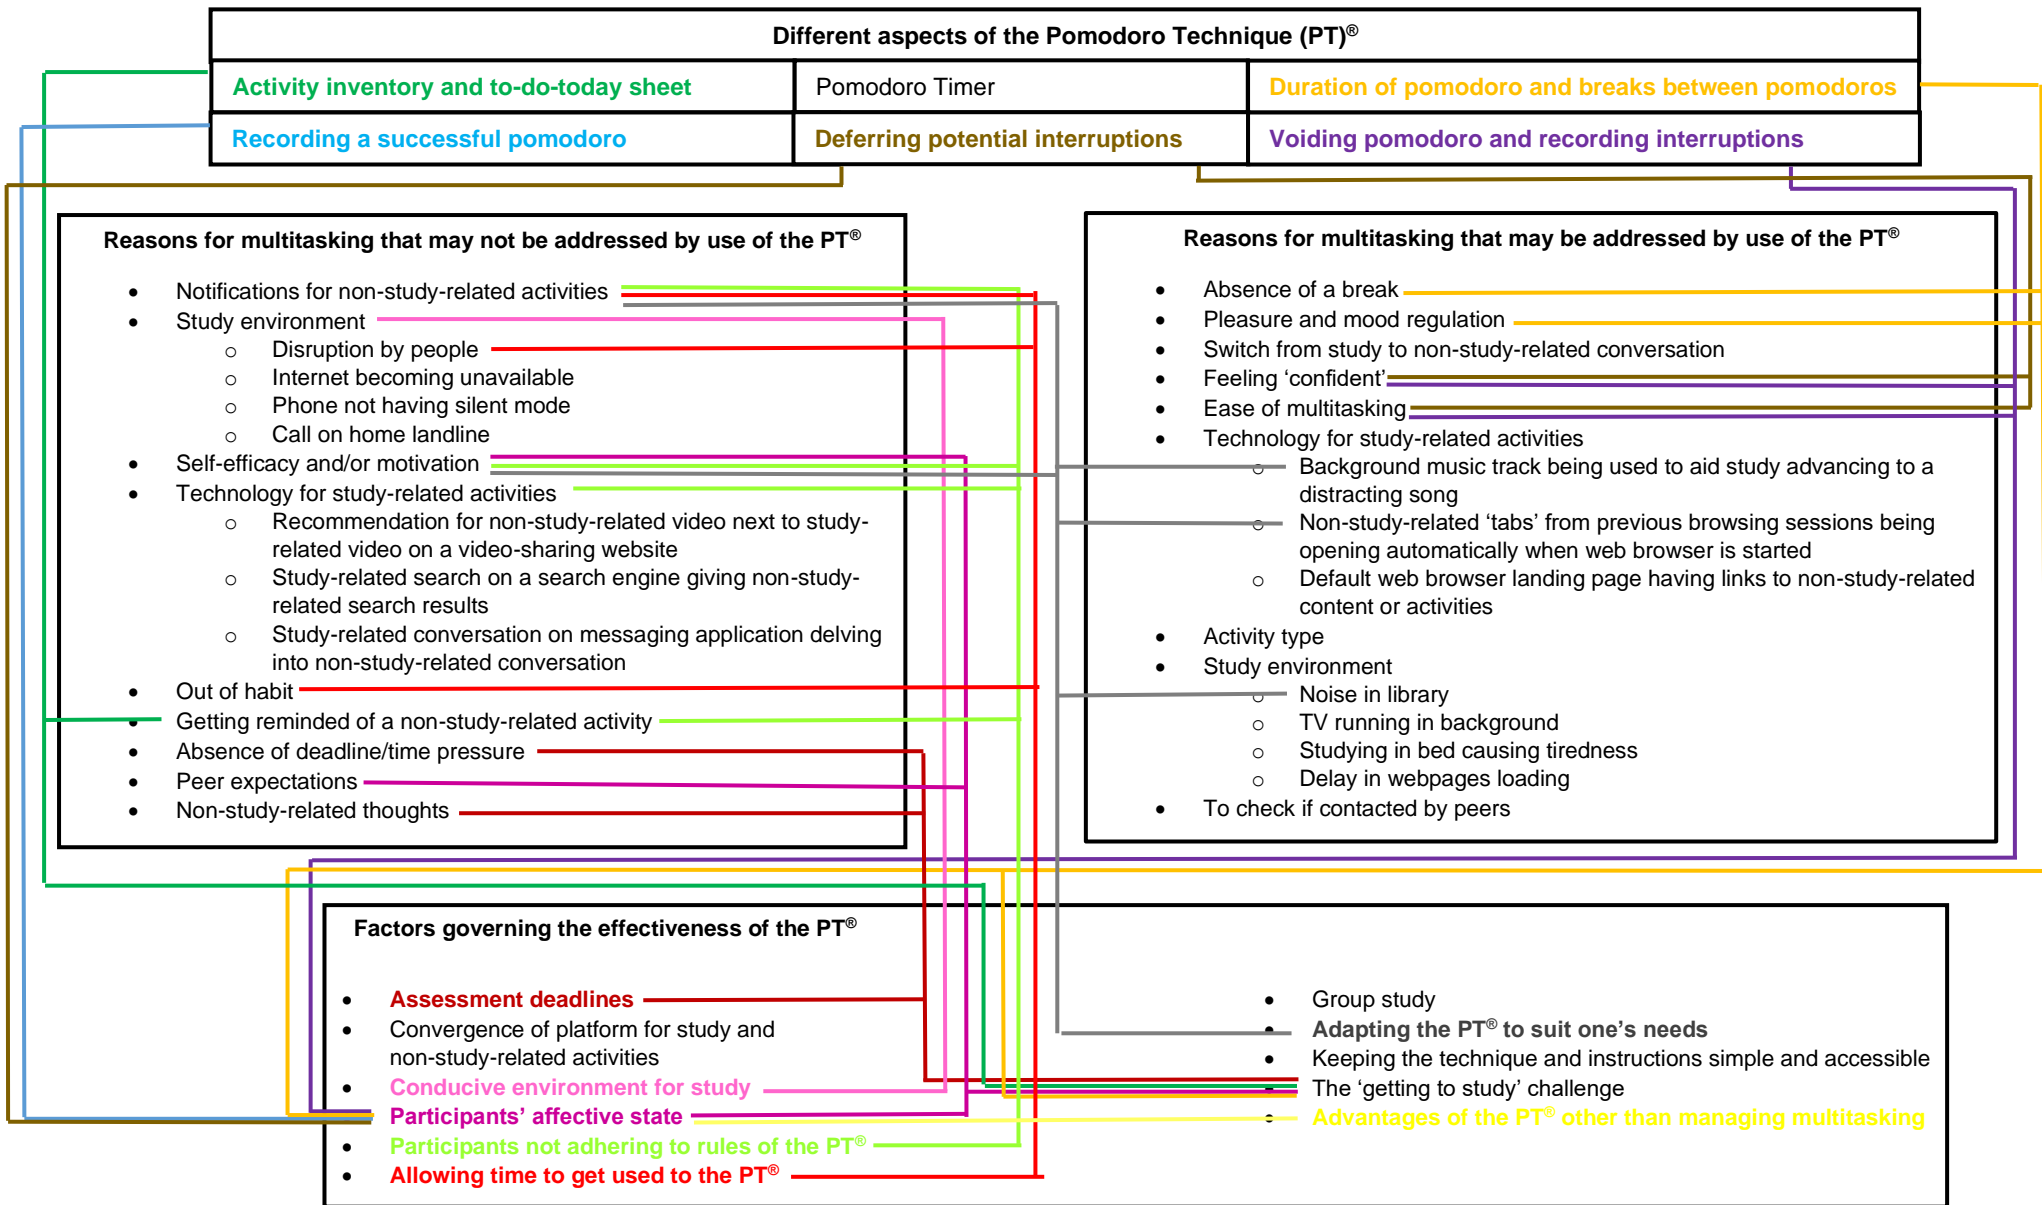 Different aspects of the Pomodoro Technique (PT)®
Activity inventory and to-do-today sheet
Pomodoro Timer
Duration of pomodoro and breaks between pomodoros
Recording a successful pomodoro
Deferring potential interruptions
Voiding pomodoro and recording interruptions
Reasons for multitasking that may not be addressed by use of the PT®
• Notifications for non-study-related activities
• Study environment
o Disruption by people
o Internet becoming unavailable
o Phone not having silent mode
o Call on home landline
• Self-efficacy and/or motivation
• Technology for study-related activities
o Recommendation for non-study-related video next to study-
related video on a video-sharing website
o Study-related search on a search engine giving non-study-
related search results
o Study-related conversation on messaging application delving
into non-study-related conversation
• Out of habit
• Getting reminded of a non-study-related activity
• Absence of deadline/time pressure
• Peer expectations
• Non-study-related thoughts
Reasons for multitasking that may be addressed by use of the PT®
• Absence of a break
• Pleasure and mood regulation
• Switch from study to non-study-related conversation
• Feeling ‘confident’
• Ease of multitasking
• Technology for study-related activities
o Background music track being used to aid study advancing to a
distracting song
o Non-study-related ‘tabs’ from previous browsing sessions being
opening automatically when web browser is started
o Default web browser landing page having links to non-study-related
content or activities
• Activity type
• Study environment
o Noise in library
o TV running in background
o Studying in bed causing tiredness
o Delay in webpages loading
• To check if contacted by peers
Factors governing the effectiveness of the PT®
• Assessment deadlines
• Convergence of platform for study and
non-study-related activities
• Conducive environment for study
• Participants’ affective state
• Participants not adhering to rules of the PT®
• Allowing time to get used to the PT®
• Group study
• Adapting the PT® to suit one’s needs
• Keeping the technique and instructions simple and accessible
• The ‘getting to study’ challenge
• Advantages of the PT® other than managing multitasking